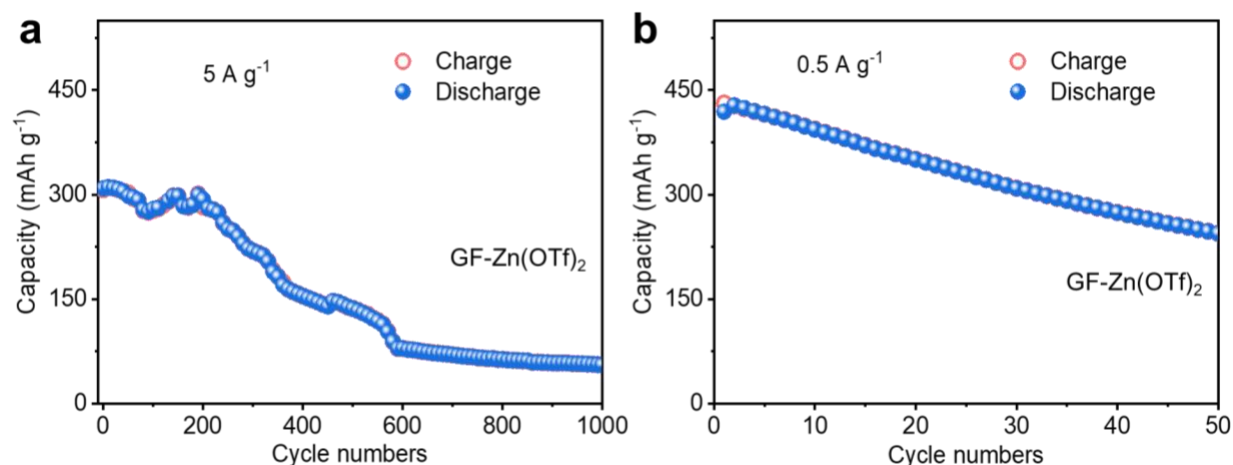 a
5 A g⁻¹
Charge
Discharge
GF-Zn(OTf)₂
Capacity (mAh g⁻¹)
450
300
150
0
0 200 400 600 800 1000
Cycle numbers
b
0.5 A g⁻¹
Charge
Discharge
GF-Zn(OTf)₂
Capacity (mAh g⁻¹)
450
300
150
0
0 10 20 30 40 50
Cycle numbers